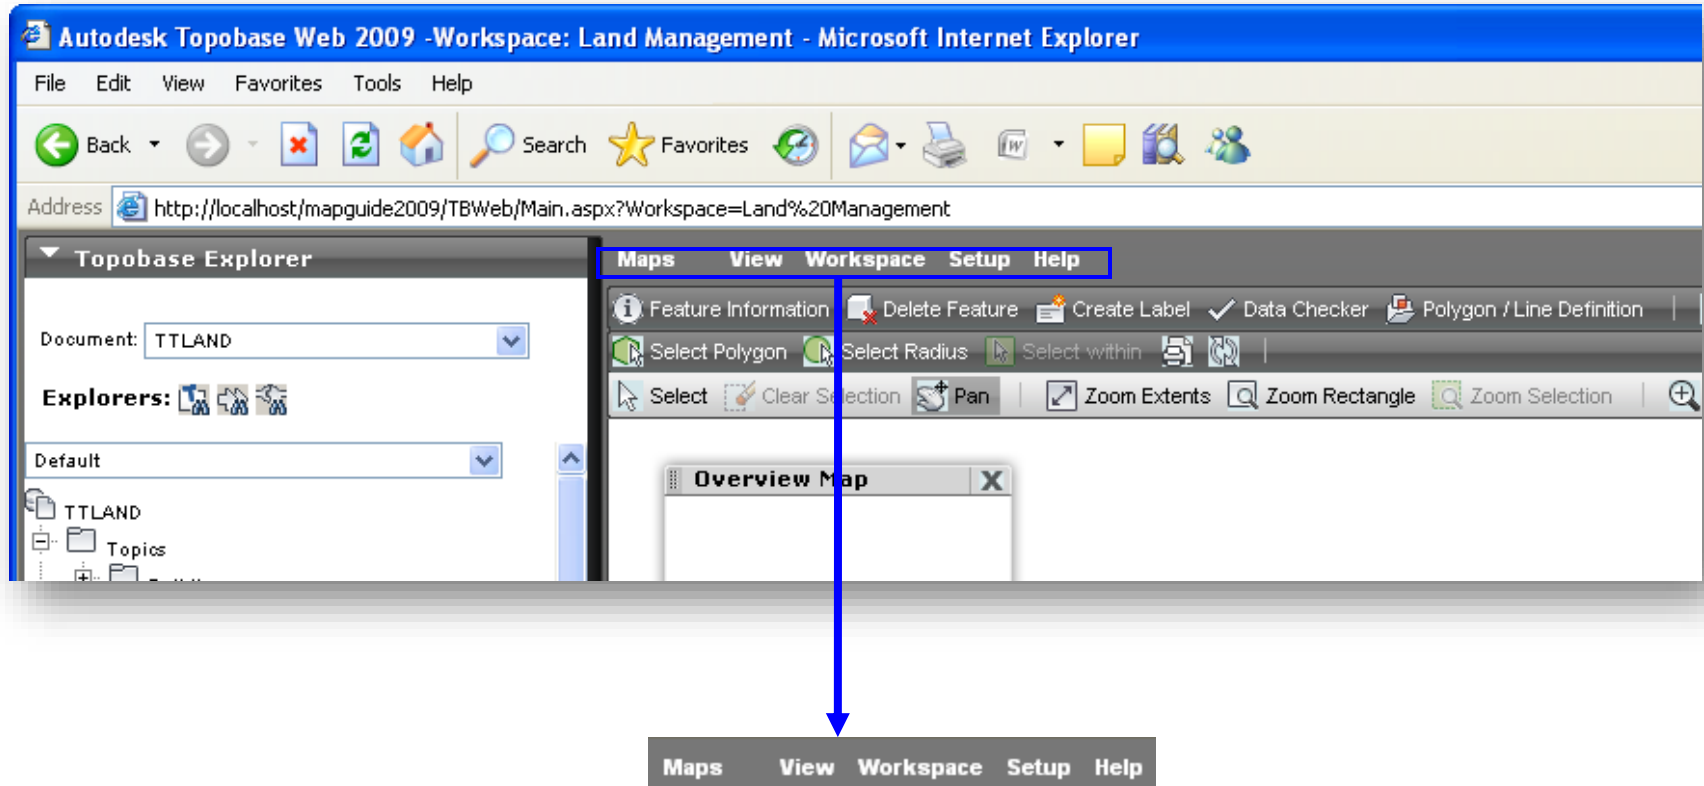 Autodesk Topobase Web 2009 -Workspace: Land Management - Microsoft Internet Explorer
File Edit View Favorites Tools Help
Back Search Favorites
Address http://localhost/mapguide2009/TBWeb/Main.aspx?Workspace=Land%20Management
Topobase Explorer
Maps View Workspace Setup Help
Feature Information Delete Feature Create Label Data Checker Polygon / Line Definition
Document: TTLAND
Select Polygon Select Radius Select within
Explorers:
Select Clear Selection Pan Zoom Extents Zoom Rectangle Zoom Selection
Default
Overview Map
TTLAND
Topics
Maps View Workspace Setup Help